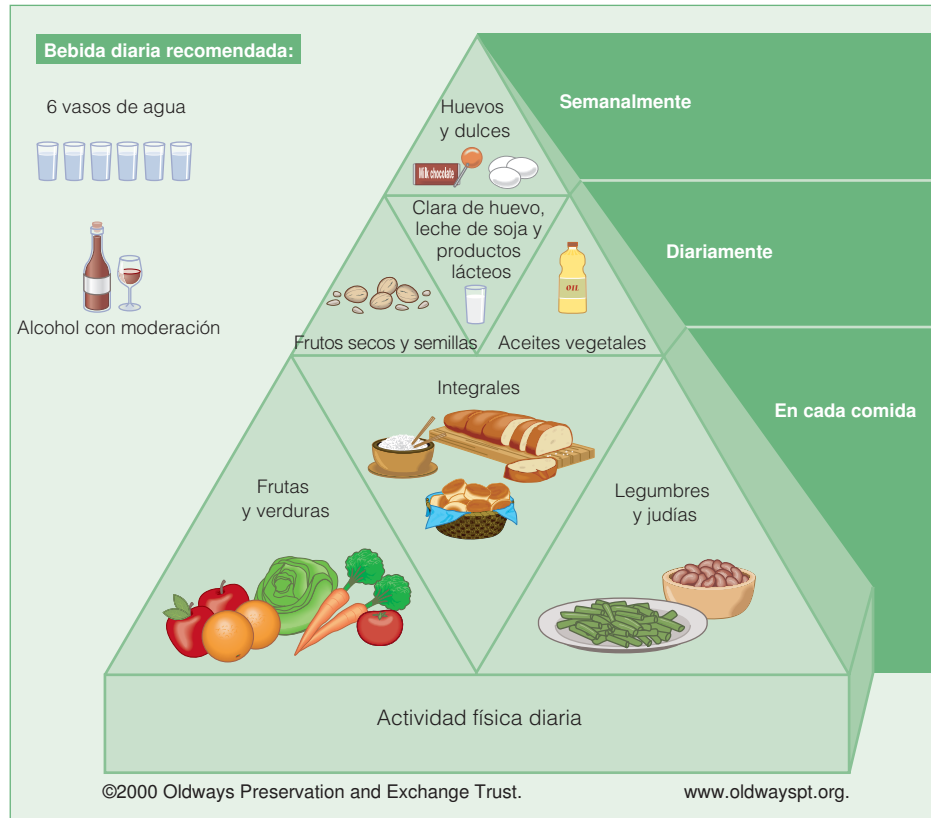 Bebida diaria recomendada:
6 vasos de agua
Alcohol con moderación
Huevos
y dulces
Milk chocolate
Semanalmente
Clara de huevo,
leche de soja y
productos
lácteos
Diariamente
oil
Frutos secos y semillas
Aceites vegetales
Integrales
En cada comida
Frutas
y verduras
Legumbres
y judías
Actividad física diaria
©2000 Oldways Preservation and Exchange Trust.
www.oldwayspt.org.